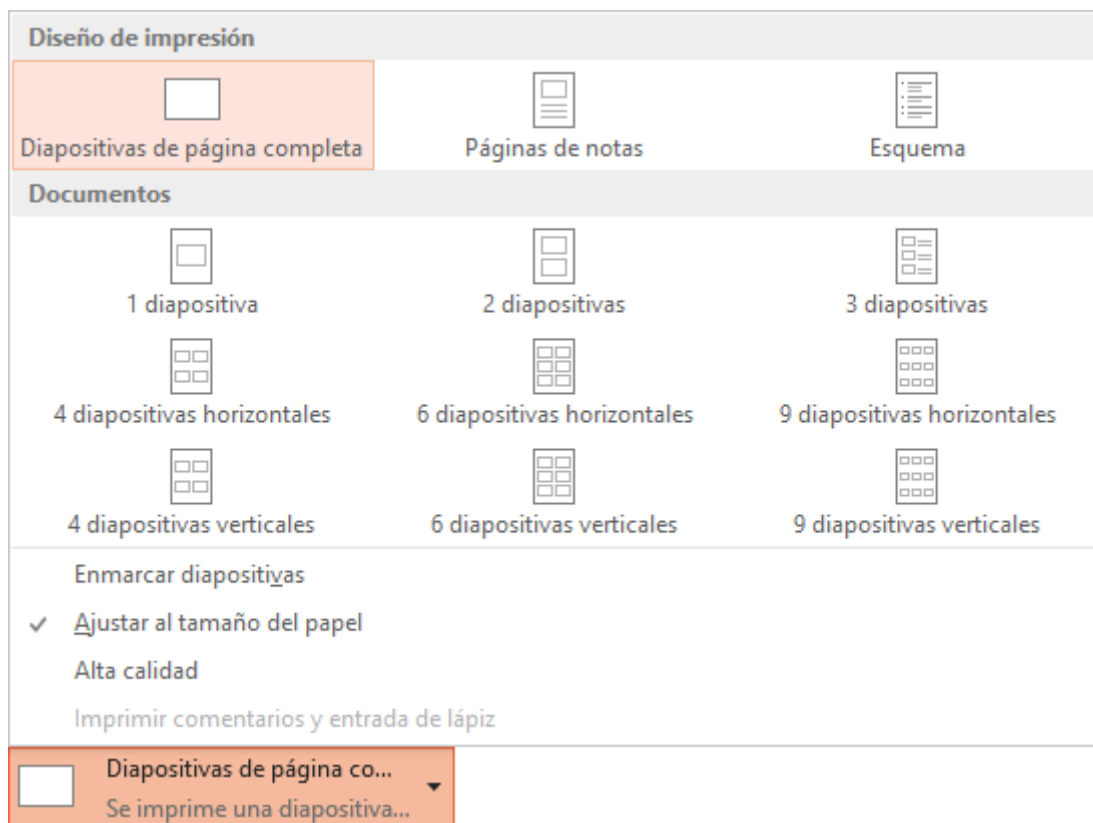 Diseño de impresión
Diapositivas de página completa Páginas de notas Esquema
Documentos
1 diapositiva 2 diapositivas 3 diapositivas
4 diapositivas horizontales 6 diapositivas horizontales 9 diapositivas horizontales
4 diapositivas verticales 6 diapositivas verticales 9 diapositivas verticales
Enmarcar diapositivas
Ajustar al tamaño del papel
Alta calidad
Imprimir comentarios y entrada de lápiz
Diapositivas de página co...
Se imprime una diapositiva...